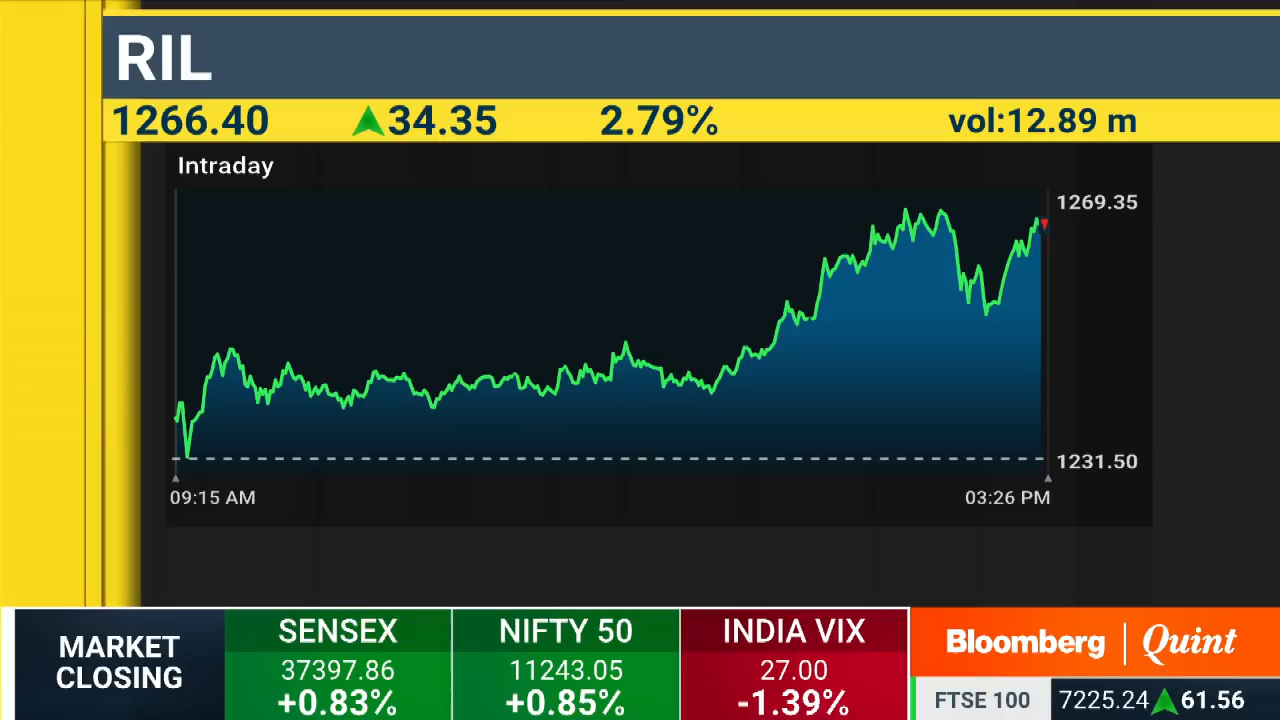 RIL
1266.40 34.35 2.79% vol:12.89 m
Intraday
1269.35
1231.50
09:15 AM 03:26 PM
MARKET CLOSING
SENSEX
37397.86
+0.83%
NIFTY 50
11243.05
+0.85%
INDIA VIX
27.00
-1.39%
Bloomberg | Quint
FTSE 100 7225.24 61.56